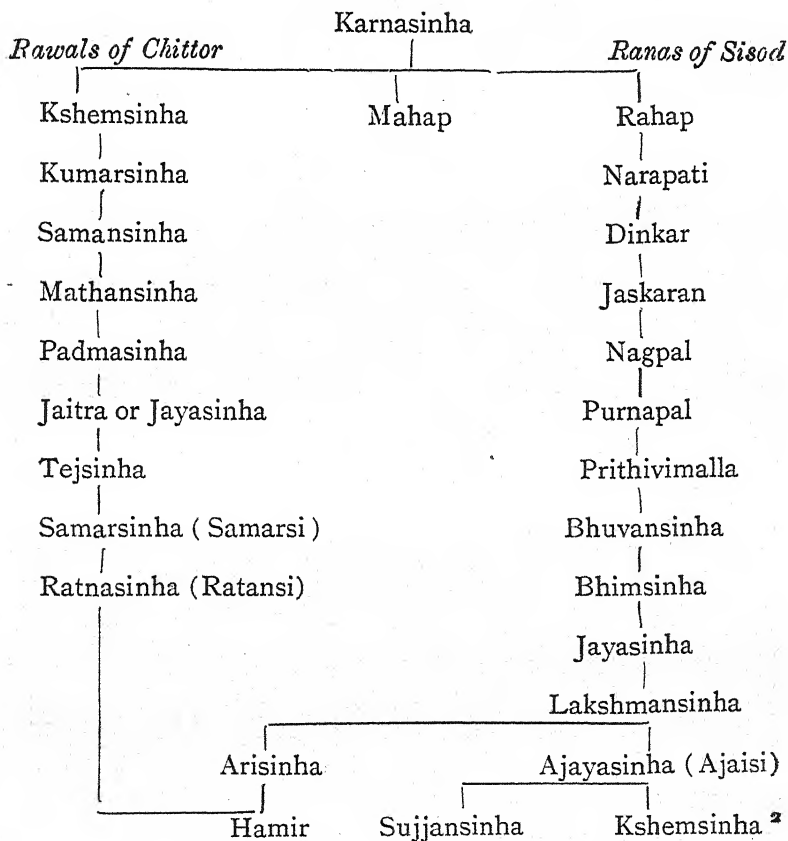 Karnasinha
Rawals of Chittor Ranas of Sisod
Kshemsinha Mahap Rahap
Kumarsinha Narapati
Samansinha Dinkar
Mathansinha Jaskaran
Padmasinha Nagpal
Jaitra or Jayasinha Purnapal
Tejsinha Prithivimalla
Samarsinha ( Samarsi ) Bhuvansinha
Ratnasinha (Ratansi) Bhimsinha
Jayasinha
Lakshmansinha
Arisinha Ajayasinha ( Ajaisi )
Hamir Sujjansinha Kshemsinha ²